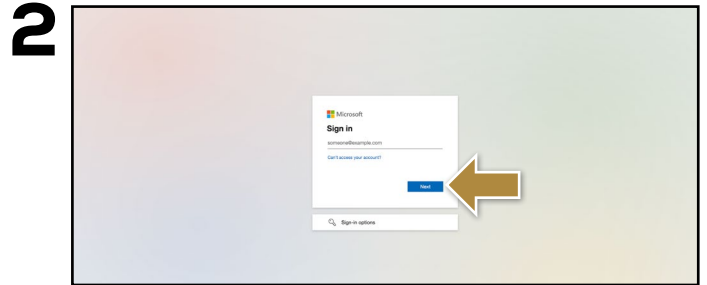 2
Microsoft
Sign in
someone@example.com
Can't access your account?
Next
Sign-in options